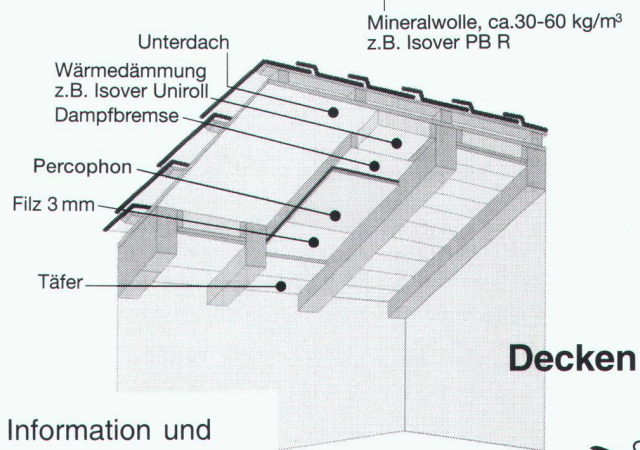 Mineralwolle, ca.30-60 kg/m³
z.B. Isover PB R
Unterdach
Wärmedämmung
z.B. Isover Uniroll
Dampfbremse
Percophon
Filz 3 mm
Täfer
Decken
Information und